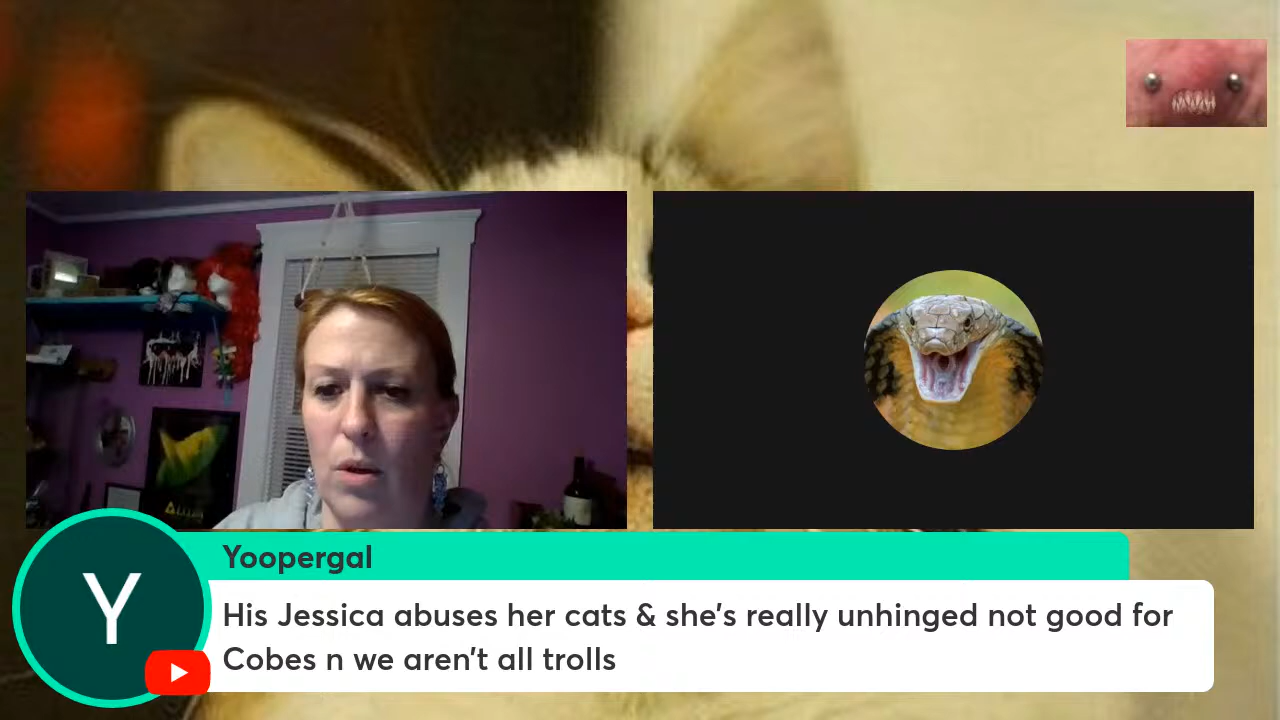 Yoopergal
Y
His Jessica abuses her cats & she's really unhinged not good for
Cobes n we aren't all trolls